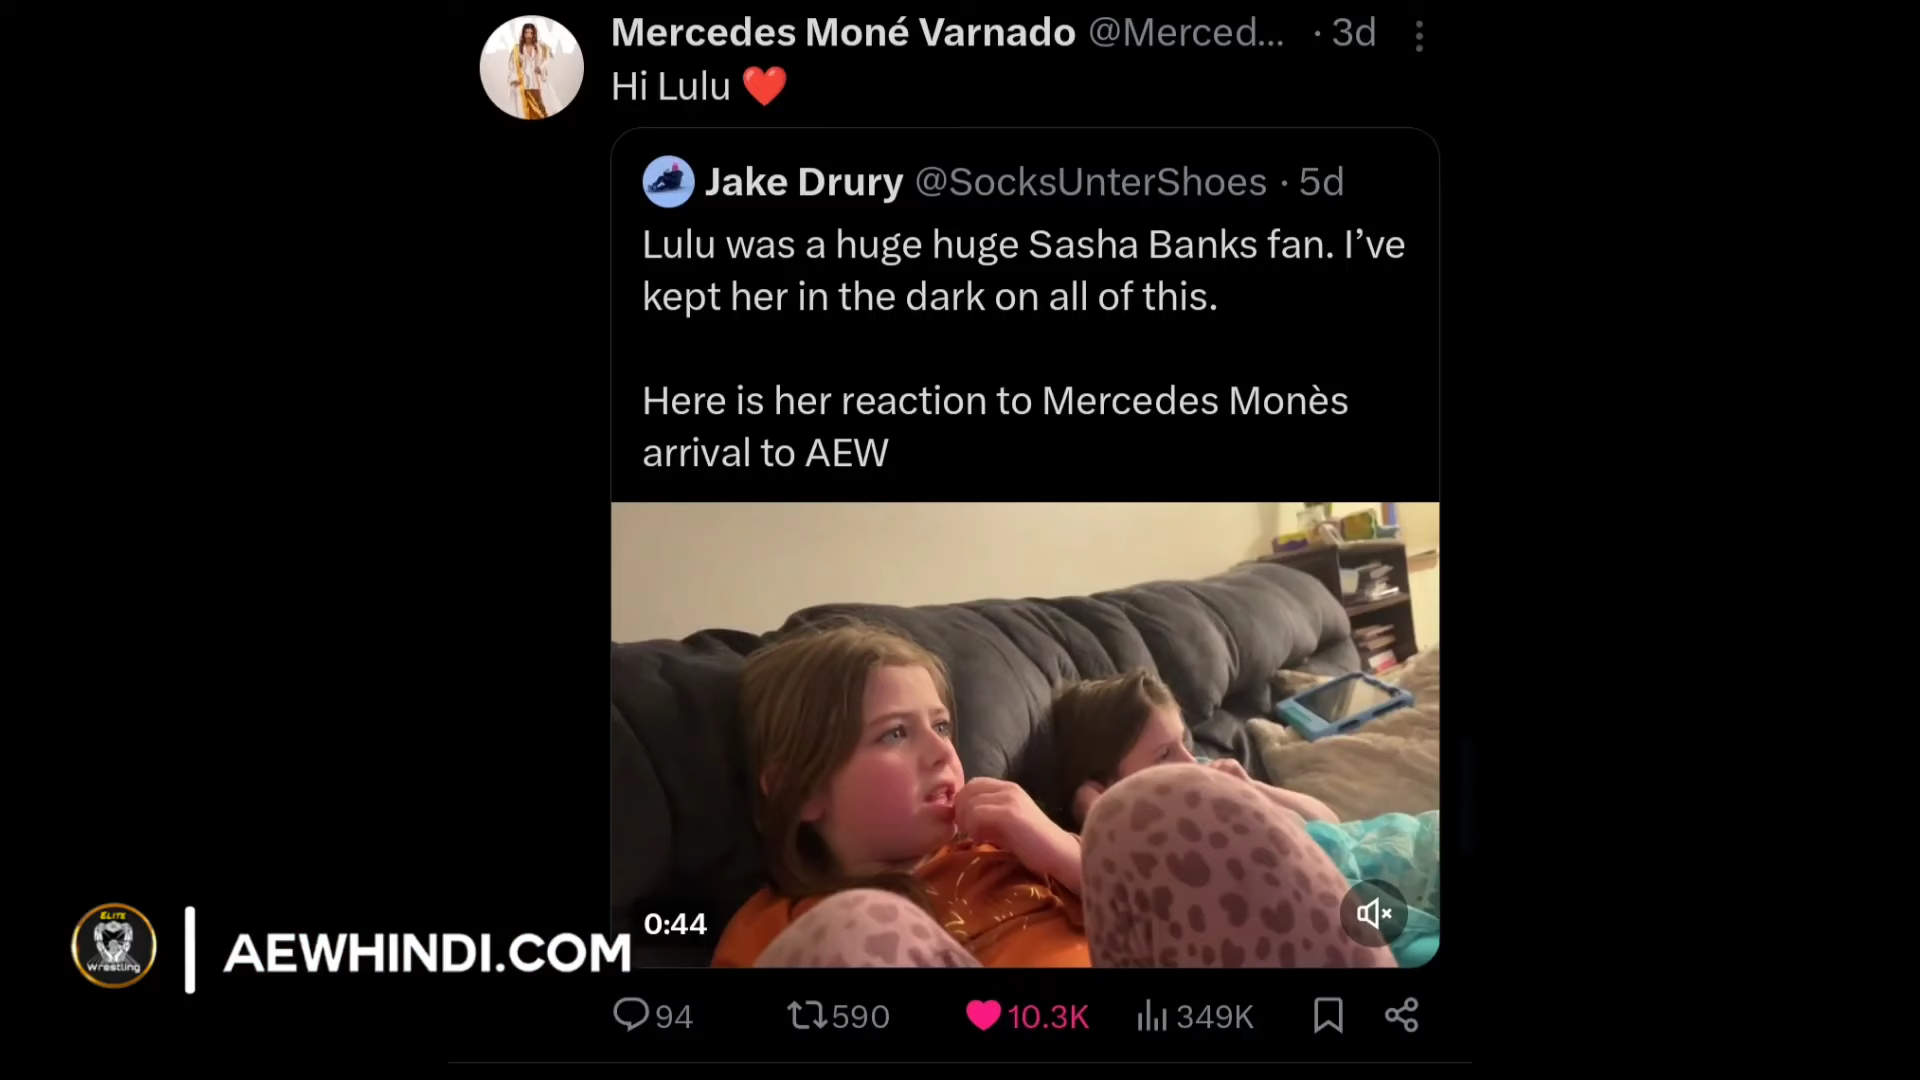 Mercedes Moné Varnado @Merced... · 3d
Hi Lulu ❤️
Jake Drury @SocksUnterShoes · 5d
Lulu was a huge huge Sasha Banks fan. I’ve
kept her in the dark on all of this.
Here is her reaction to Mercedes Monès
arrival to AEW
0:44
ELITE
Wrestling
AEWHINDI.COM
94 590 10.3K 349K